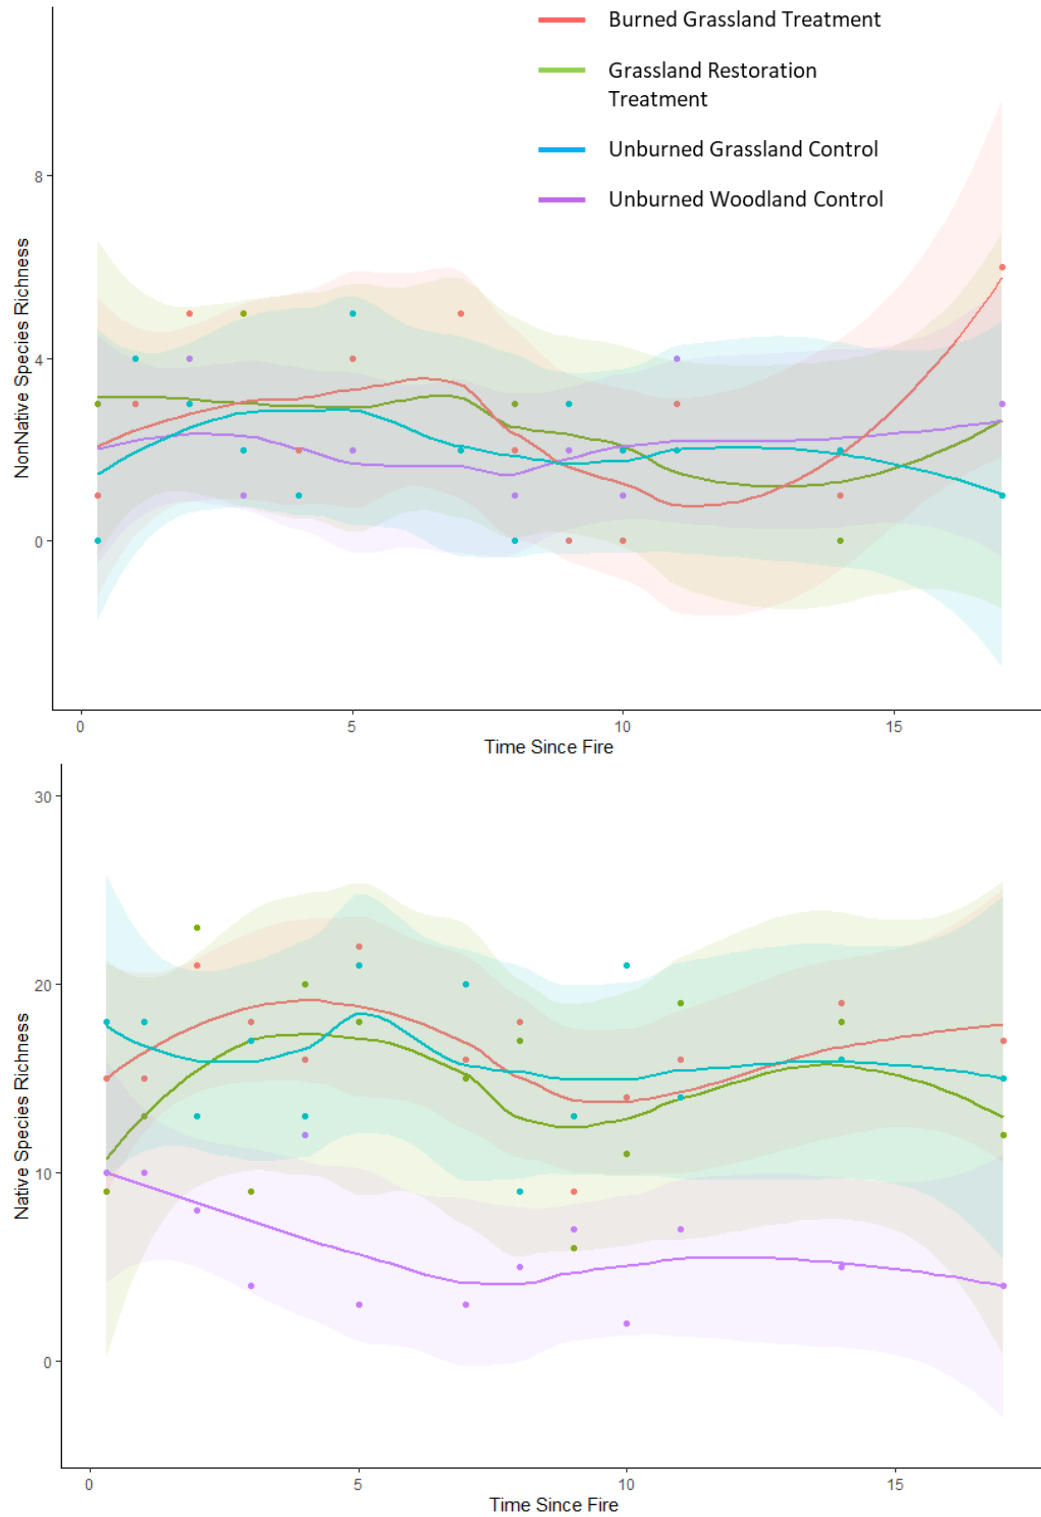 Burned Grassland Treatment
Grassland Restoration
Treatment
Unburned Grassland Control
Unburned Woodland Control
8
4
0
NonNative Species Richness
0
5
10
15
Time Since Fire
30
20
10
0
Native Species Richness
0
5
10
15
Time Since Fire